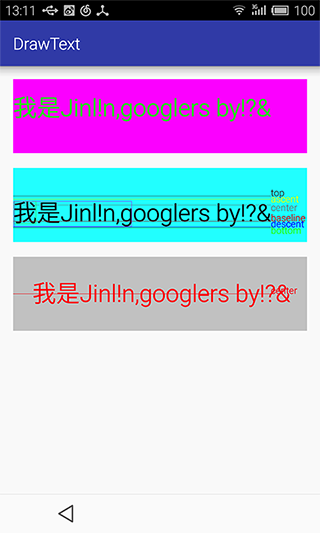 13:11 100
DrawText
我是Jinl!n,googlers by!?&
我是Jinl!n,googlers by!?&
top
ascent
center
baseline
descent
bottom
我是Jinl!n,googlers by!?&
center